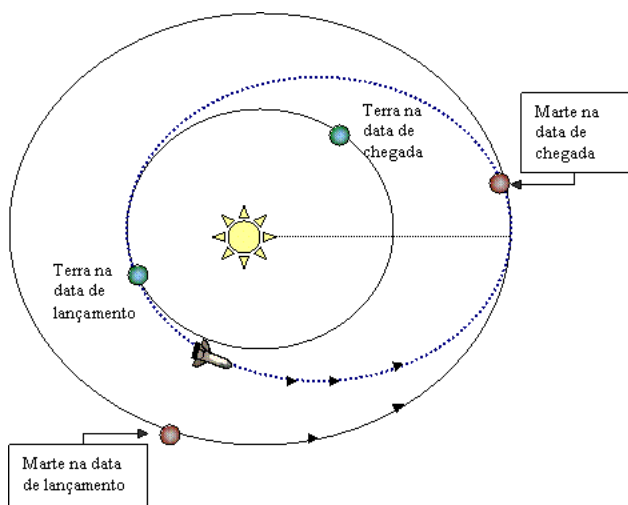 Terra na
data de
chegada
Marte na
data de
chegada
Terra na
data de
lançamento
Marte na data
de lançamento